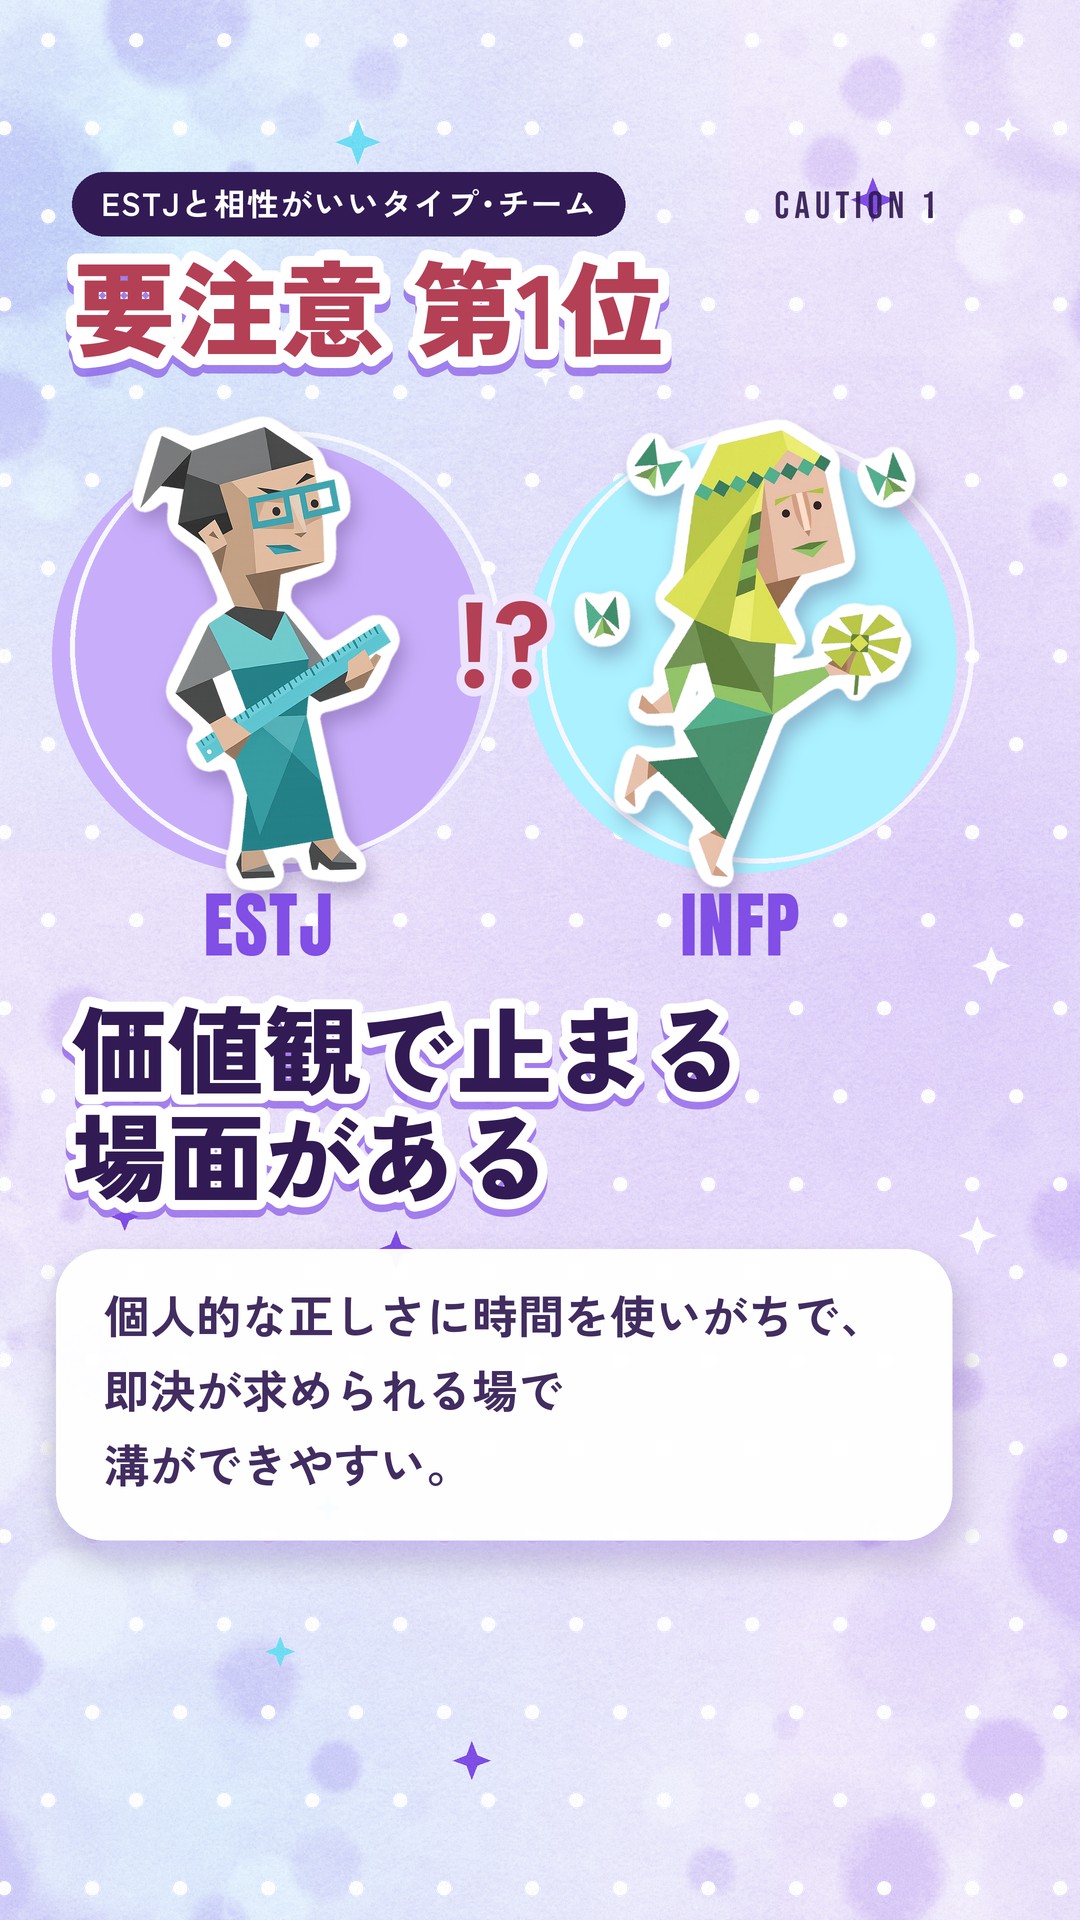 ESTJと相性がいいタイプ・チーム
CAUTION 1
要注意 第1位
!?
ESTJ
INFP
価値観で止まる
場面がある
個人的な正しさに時間を使いがちで、
即決が求められる場で
溝ができやすい。